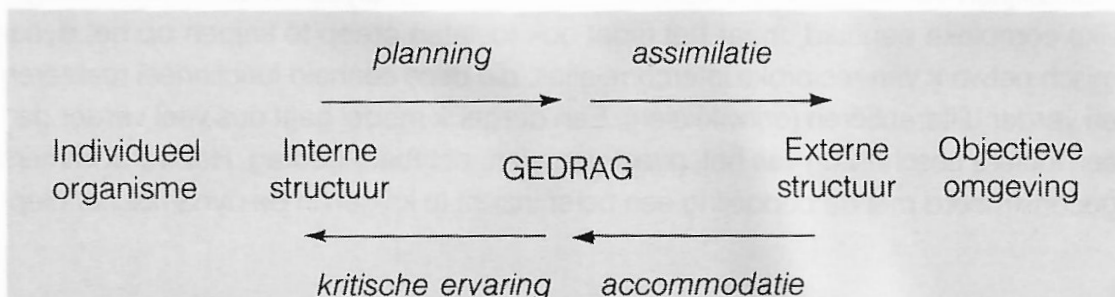 planning assimilatie
Individueel Interne Externe Objectieve
GEDRAG
organisme structuur structuur omgeving
kritische ervaring accommodatie